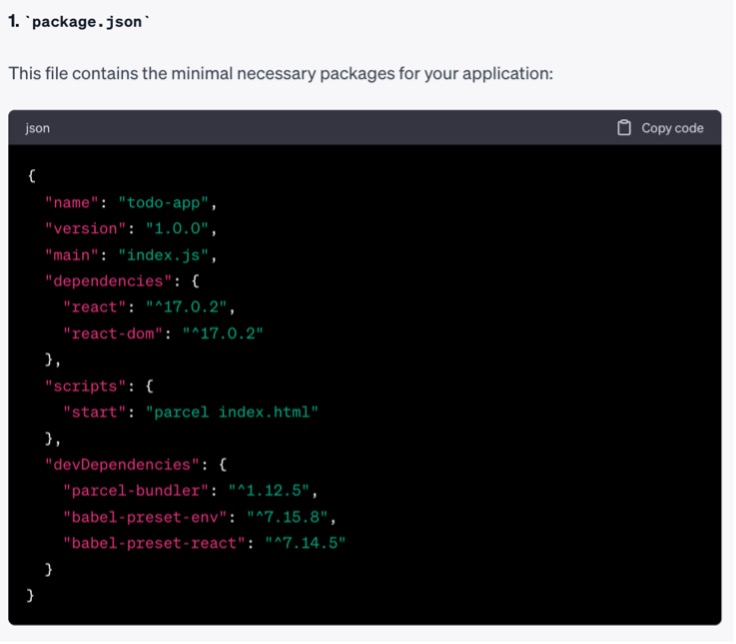 1. `package.json`
This file contains the minimal necessary packages for your application:
json
Copy code
{
"name": "todo-app",
"version": "1.0.0",
"main": "index.js",
"dependencies": {
"react": "^17.0.2",
"react-dom": "^17.0.2"
},
"scripts": {
"start": "parcel index.html"
},
"devDependencies": {
"parcel-bundler": "^1.12.5",
"babel-preset-env": "^7.15.8",
"babel-preset-react": "^7.14.5"
}
}